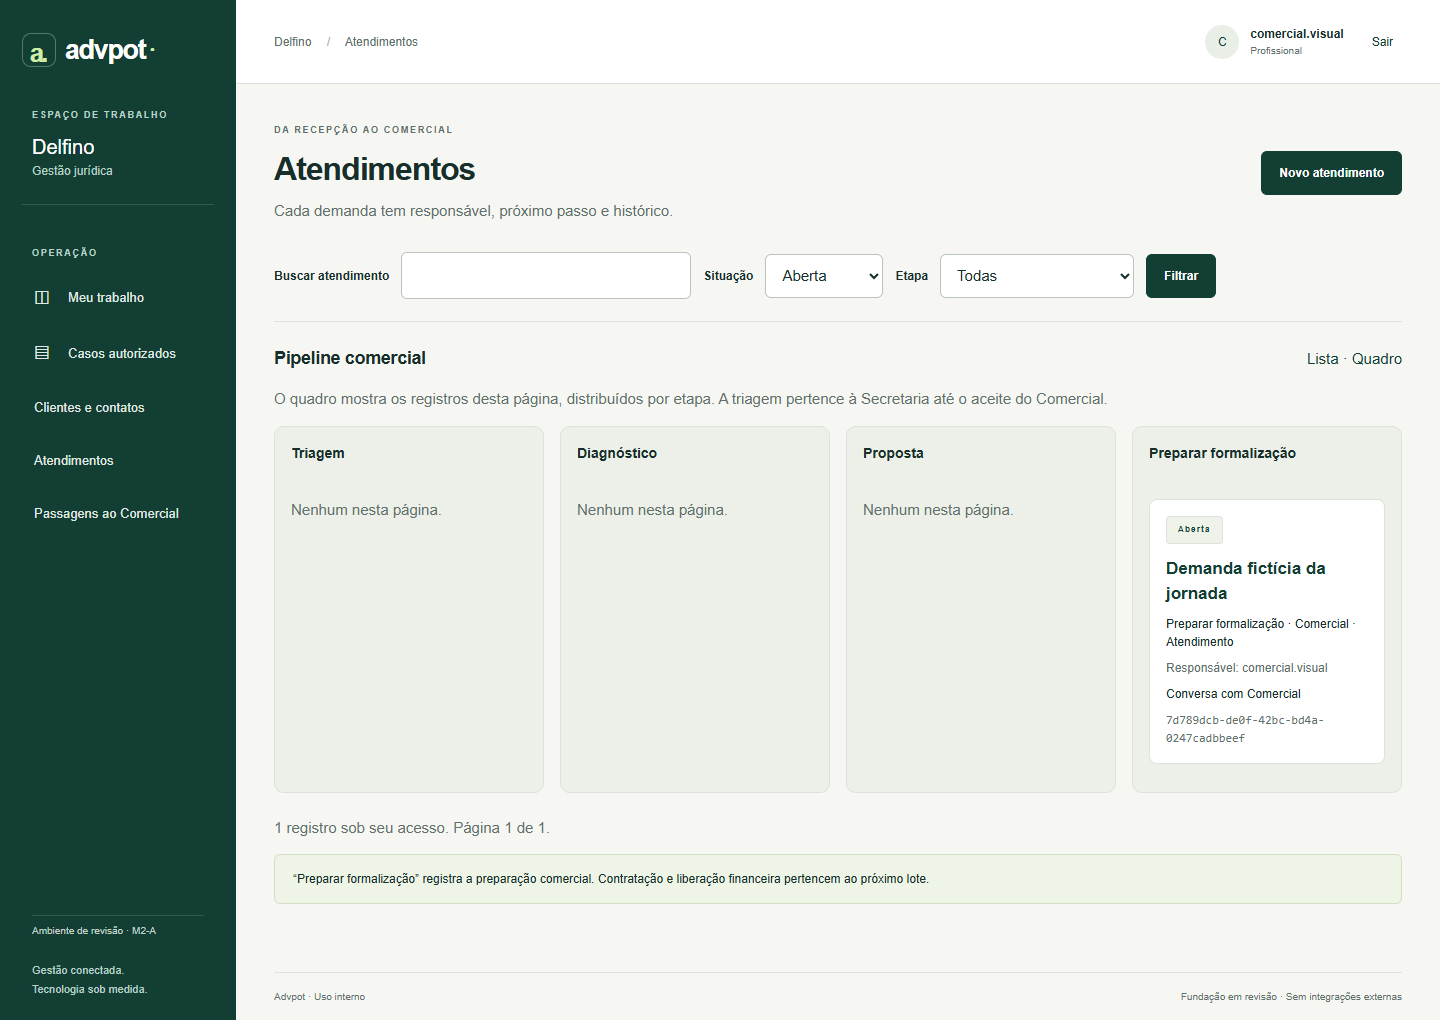 a advpot·
ESPAÇO DE TRABALHO
Delfino
Gestão jurídica
OPERAÇÃO
Meu trabalho
Casos autorizados
Clientes e contatos
Atendimentos
Passagens ao Comercial
Ambiente de revisão · M2-A
Gestão conectada.
Tecnologia sob medida.
Delfino / Atendimentos
C
comercial.visual
Profissional
Sair
DA RECEPÇÃO AO COMERCIAL
Atendimentos
Cada demanda tem responsável, próximo passo e histórico.
Novo atendimento
Buscar atendimento
Situação Aberta
Etapa Todas
Filtrar
Pipeline comercial
Lista · Quadro
O quadro mostra os registros desta página, distribuídos por etapa. A triagem pertence à Secretaria até o aceite do Comercial.
Triagem
Nenhum nesta página.
Diagnóstico
Nenhum nesta página.
Proposta
Nenhum nesta página.
Preparar formalização
Aberta
Demanda fictícia da
jornada
Preparar formalização · Comercial ·
Atendimento
Responsável: comercial.visual
Conversa com Comercial
7d789dcb-de0f-42bc-bd4a-
0247cadbbeef
1 registro sob seu acesso. Página 1 de 1.
“Preparar formalização” registra a preparação comercial. Contratação e liberação financeira pertencem ao próximo lote.
Advpot · Uso interno
Fundação em revisão · Sem integrações externas